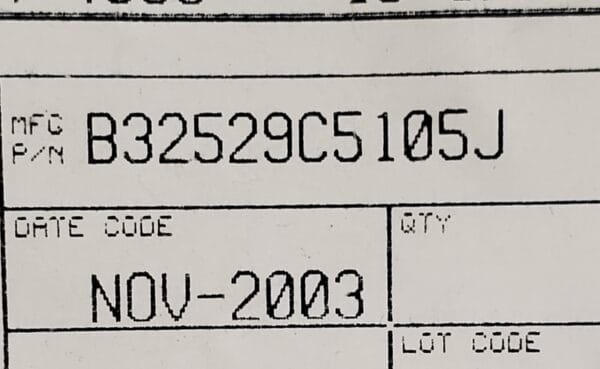 MFG
P/N B32529C5105J
DATE CODE
QTY
NOV-2003
LOT CODE